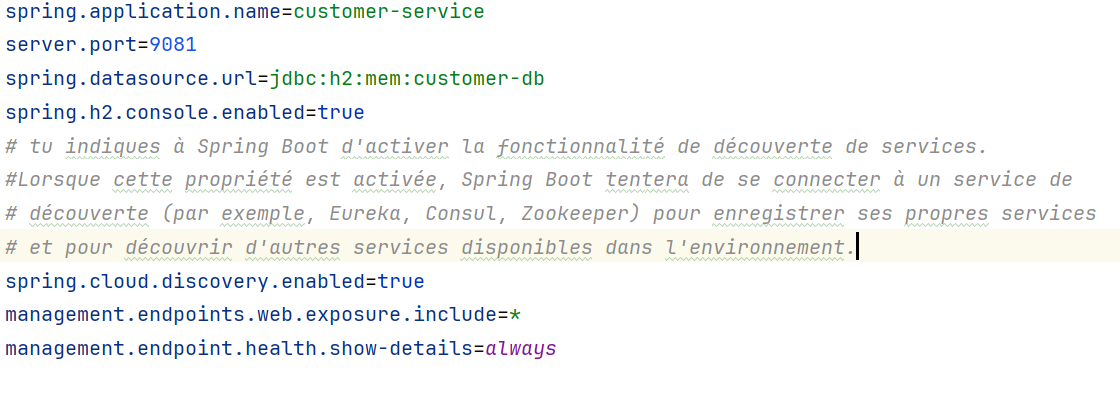 spring.application.name=customer-service
server.port=9081
spring.datasource.url=jdbc:h2:mem:customer-db
spring.h2.console.enabled=true
# tu indiques à Spring Boot d'activer la fonctionnalité de découverte de services.
#Lorsque cette propriété est activée, Spring Boot tentera de se connecter à un service de
# découverte (par exemple, Eureka, Consul, Zookeeper) pour enregistrer ses propres services
# et pour découvrir d'autres services disponibles dans l'environnement.
spring.cloud.discovery.enabled=true
management.endpoints.web.exposure.include=*
management.endpoint.health.show-details=always